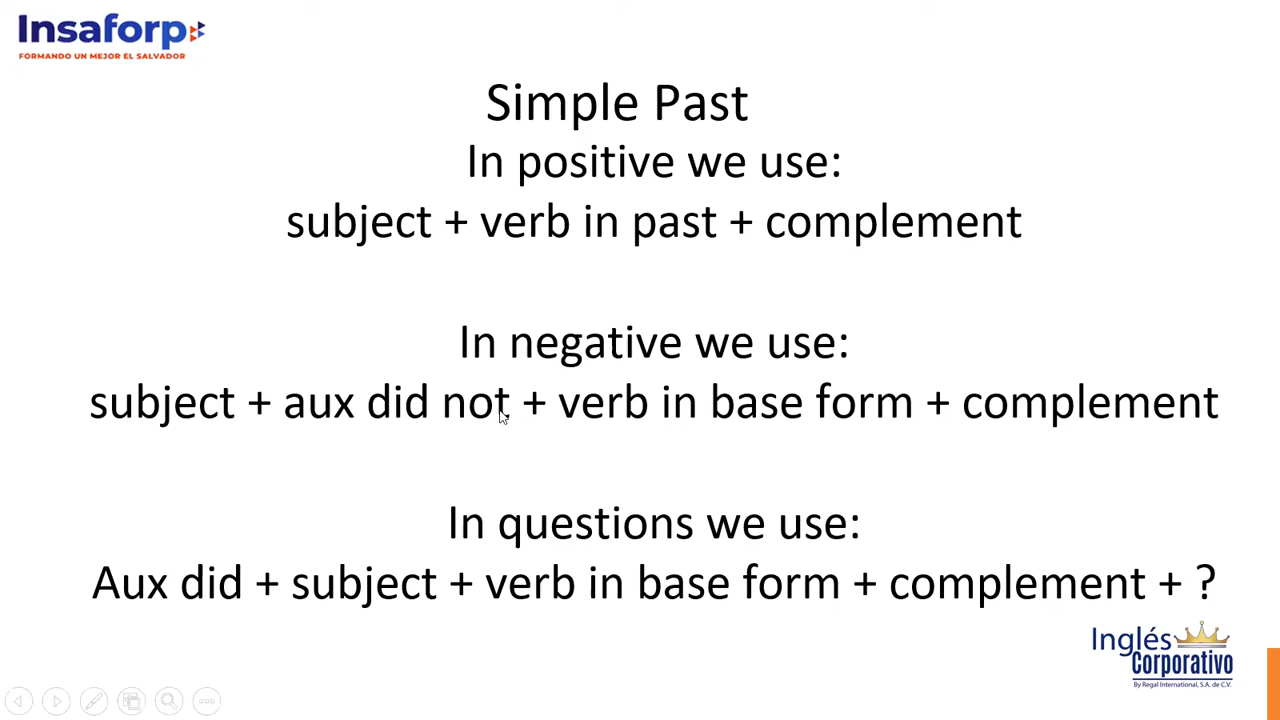 Insaforp
FORMANDO UN MEJOR EL SALVADOR
Simple Past
In positive we use:
subject + verb in past + complement
In negative we use:
subject + aux did not + verb in base form + complement
In questions we use:
Aux did + subject + verb in base form + complement + ?
Inglés
Corporativo
By Regal International, S.A. de C.V.